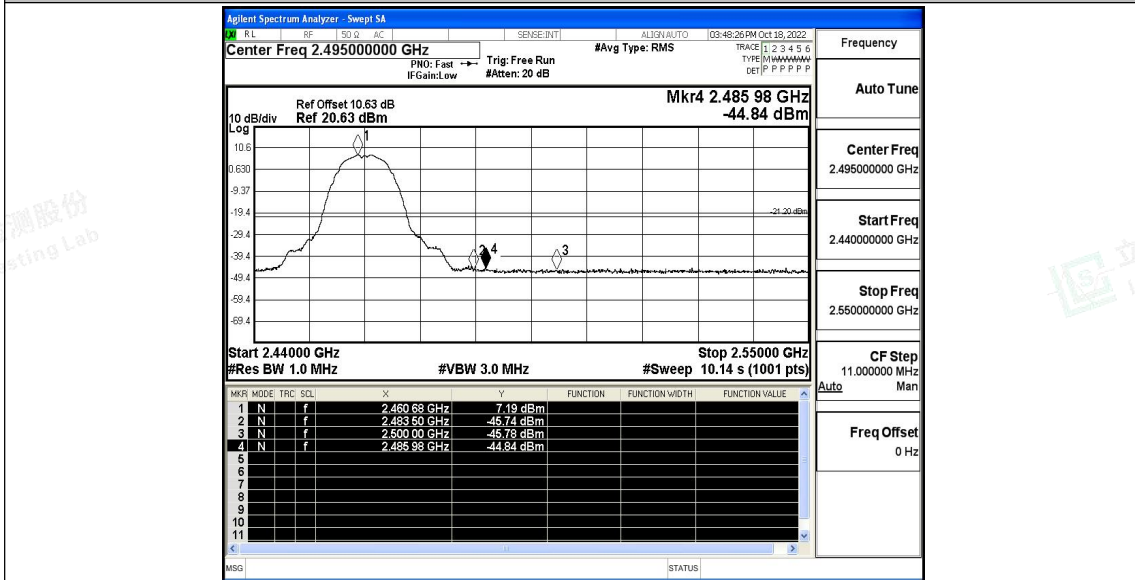 Agilent Spectrum Analyzer - Swept SA
RL RF 50 Ω AC SENSE:INT ALIGN AUTO 03:48:26 PM Oct 18, 2022
Center Freq 2.495000000 GHz
#Avg Type: RMS
TRACE 1 2 3 4 5 6
TYPE M
DET P P P P P P
PNO: Fast
IFGain:Low
Trig: Free Run
#Atten: 20 dB
Mkr4 2.485 98 GHz
-44.84 dBm
Ref Offset 10.63 dB
10 dB/div Ref 20.63 dBm
Log
10.6
0.630
-9.37
-19.4
-29.4
-39.4
-49.4
-59.4
-69.4
-21.20 dBm
1
2
4
3
Start 2.44000 GHz Stop 2.55000 GHz
#Res BW 1.0 MHz #VBW 3.0 MHz #Sweep 10.14 s (1001 pts)
MKR MODE TRC SCL X Y FUNCTION FUNCTION WIDTH FUNCTION VALUE
1 N f 2.460 68 GHz 7.19 dBm
2 N f 2.483 50 GHz -45.74 dBm
3 N f 2.500 00 GHz -45.78 dBm
4 N f 2.485 98 GHz -44.84 dBm
5
6
7
8
9
10
11
MSG STATUS
Frequency
Auto Tune
Center Freq
2.495000000 GHz
Start Freq
2.440000000 GHz
Stop Freq
2.550000000 GHz
CF Step
11.000000 MHz
Auto Man
Freq Offset
0 Hz
测股份
sting Lab
立